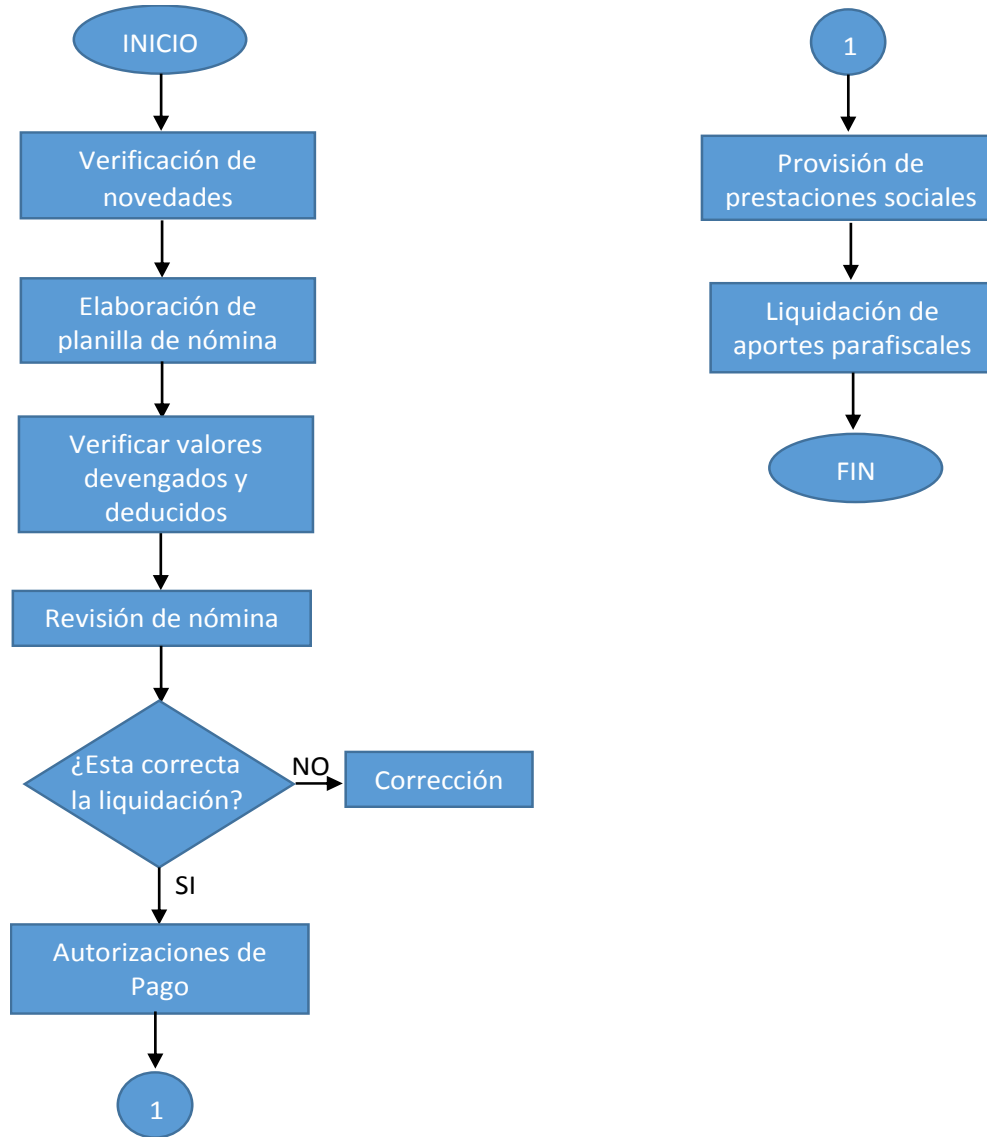 INICIO
Verificación de
novedades
Elaboración de
planilla de nómina
Verificar valores
devengados y
deducidos
Revisión de nómina
¿Esta correcta
la liquidación?
NO
Corrección
SI
Autorizaciones de
Pago
1
1
Provisión de
prestaciones sociales
Liquidación de
aportes parafiscales
FIN